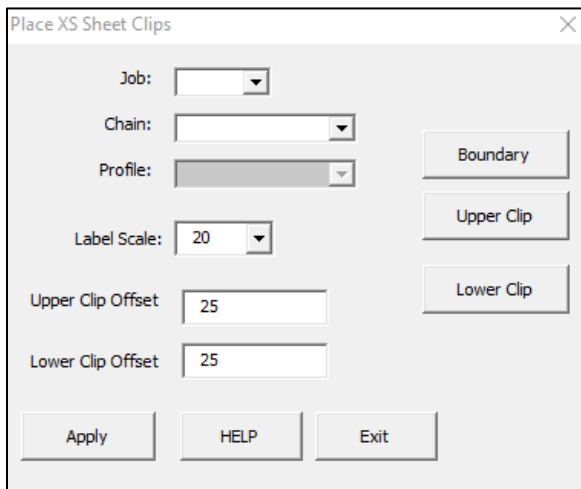 Place XS Sheet Clips
Job:
Chain:
Profile:
Boundary
Upper Clip
Label Scale: 20
Lower Clip
Upper Clip Offset 25
Lower Clip Offset 25
Apply HELP Exit